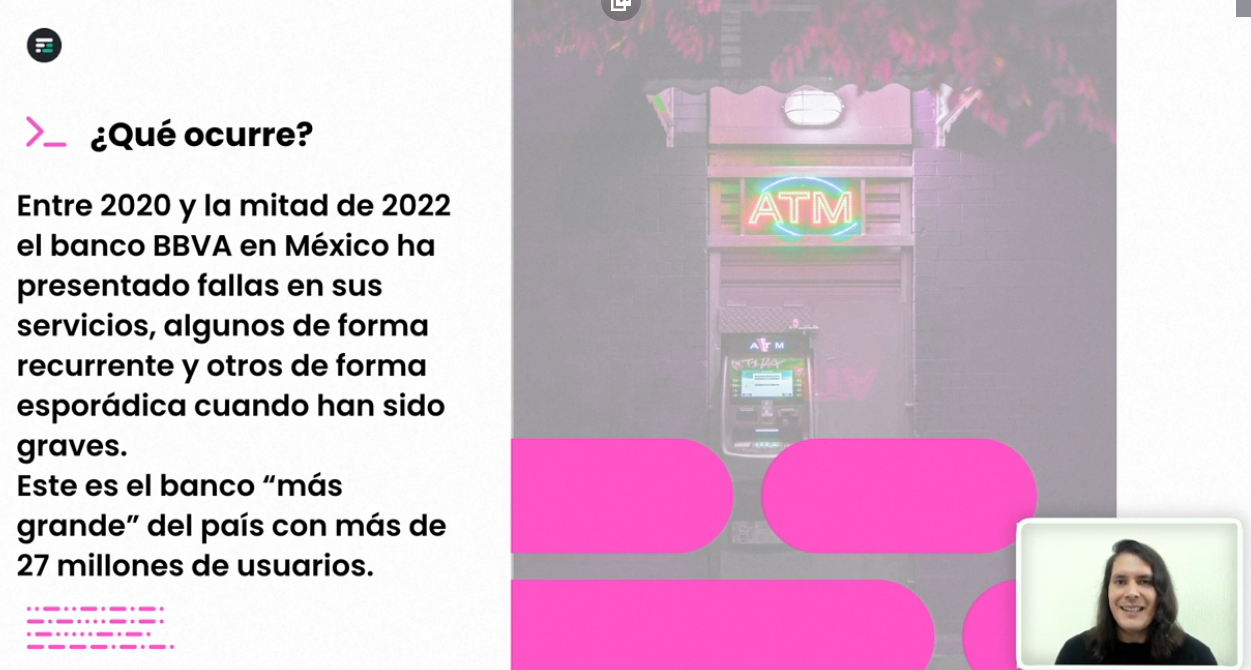 ¿Qué ocurre?
Entre 2020 y la mitad de 2022
el banco BBVA en México ha
presentado fallas en sus
servicios, algunos de forma
recurrente y otros de forma
esporádica cuando han sido
graves.
Este es el banco “más
grande” del país con más de
27 millones de usuarios.
ATM
ATM